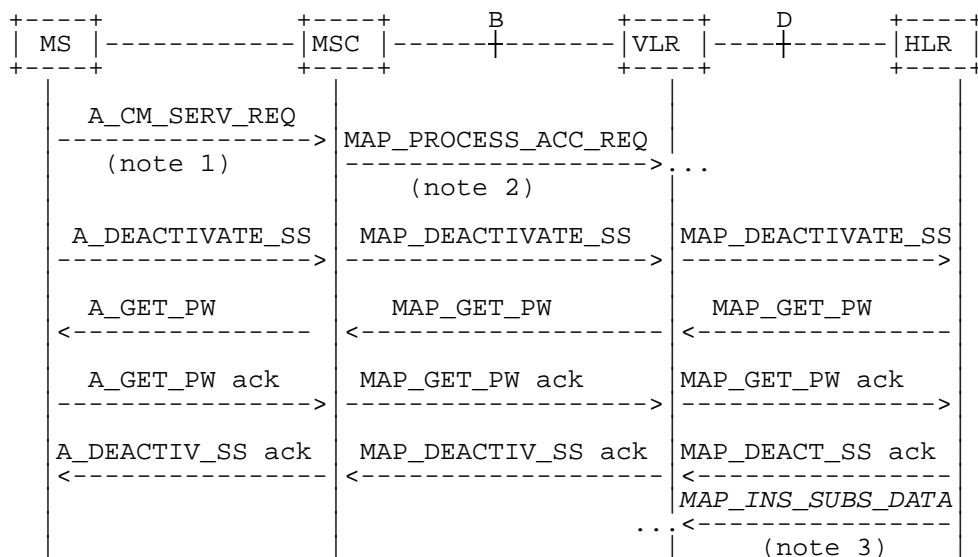 B D
MS MSC VLR HLR
A_CM_SERV_REQ
MAP_PROCESS_ACC_REQ
(note 1) ...
(note 2)
A_DEACTIVATE_SS MAP_DEACTIVATE_SS MAP_DEACTIVATE_SS
A_GET_PW MAP_GET_PW MAP_GET_PW
A_GET_PW ack MAP_GET_PW ack MAP_GET_PW ack
A_DEACTIV_SS ack MAP_DEACTIV_SS ack MAP_DEACT_SS ack
MAP_INS_SUBS_DATA
...
(note 3)